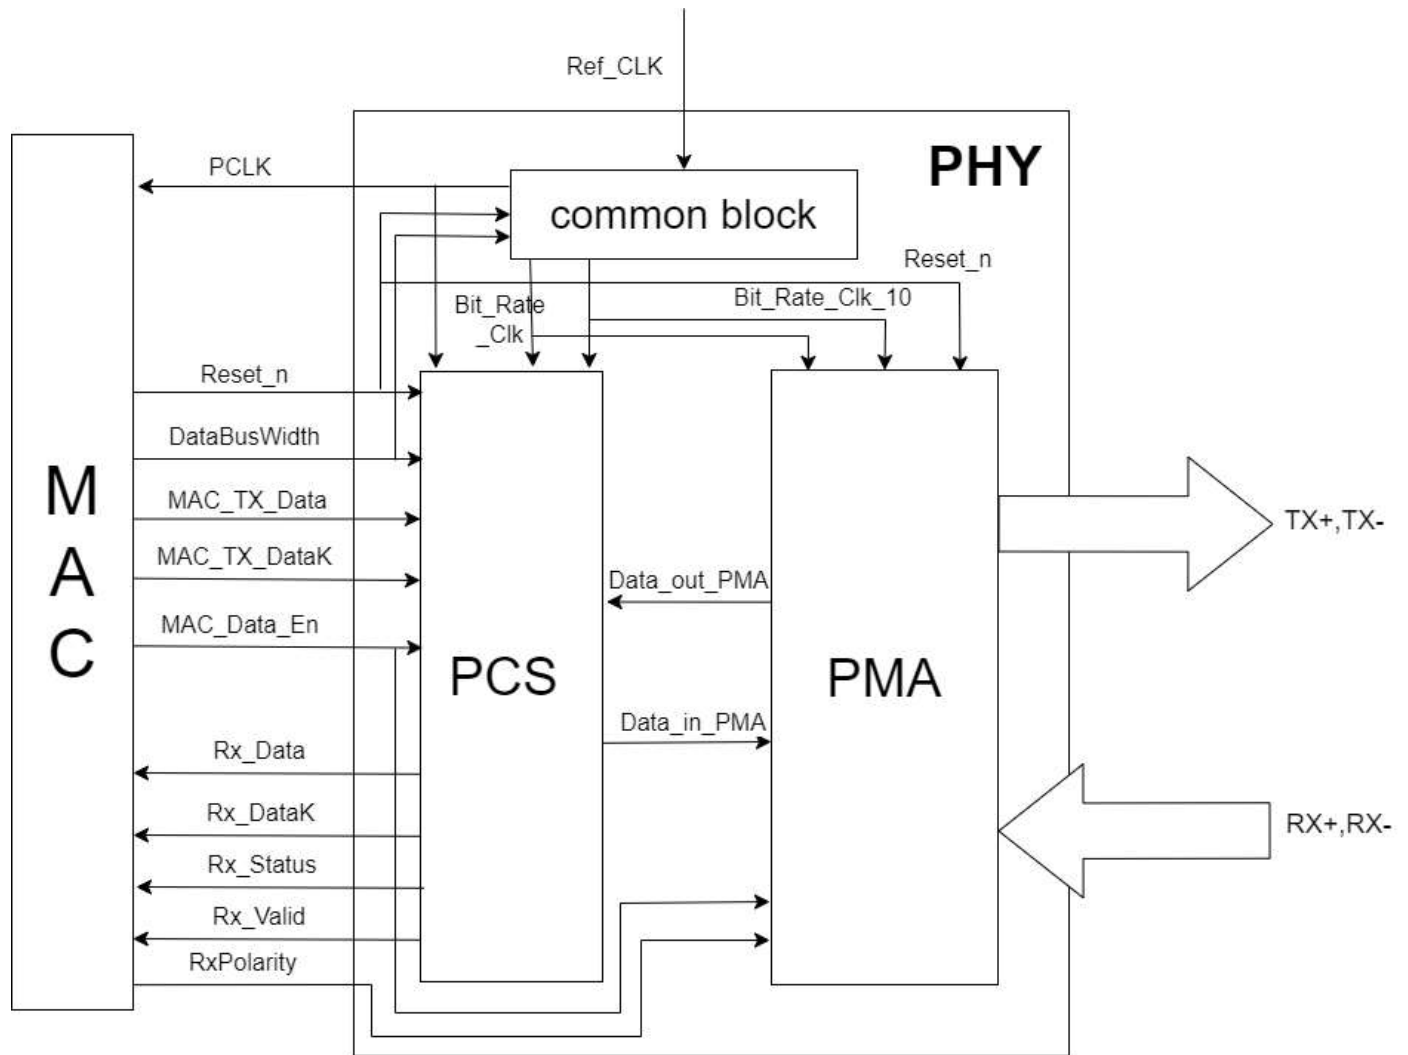 Ref_CLK
PHY
PCLK
common block
Reset_n
Bit_Rate
_Clk
Bit_Rate_Clk_10
Reset_n
DataBusWidth
MAC_TX_Data
MAC_TX_DataK
MAC_Data_En
M
A
C
TX+,TX-
Data_out_PMA
PCS
PMA
Data_in_PMA
Rx_Data
Rx_DataK
Rx_Status
Rx_Valid
RxPolarity
RX+,RX-